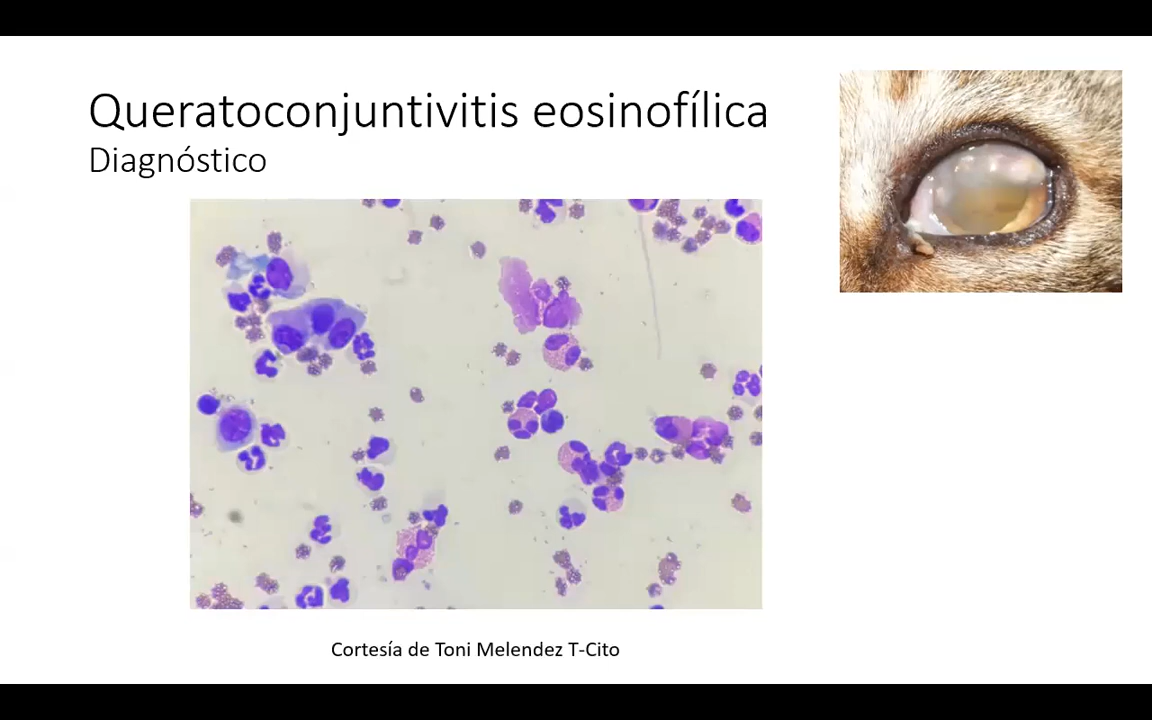 Queratoconjuntivitis eosinofílica
Diagnóstico
Cortesía de Toni Melendez T-Cito